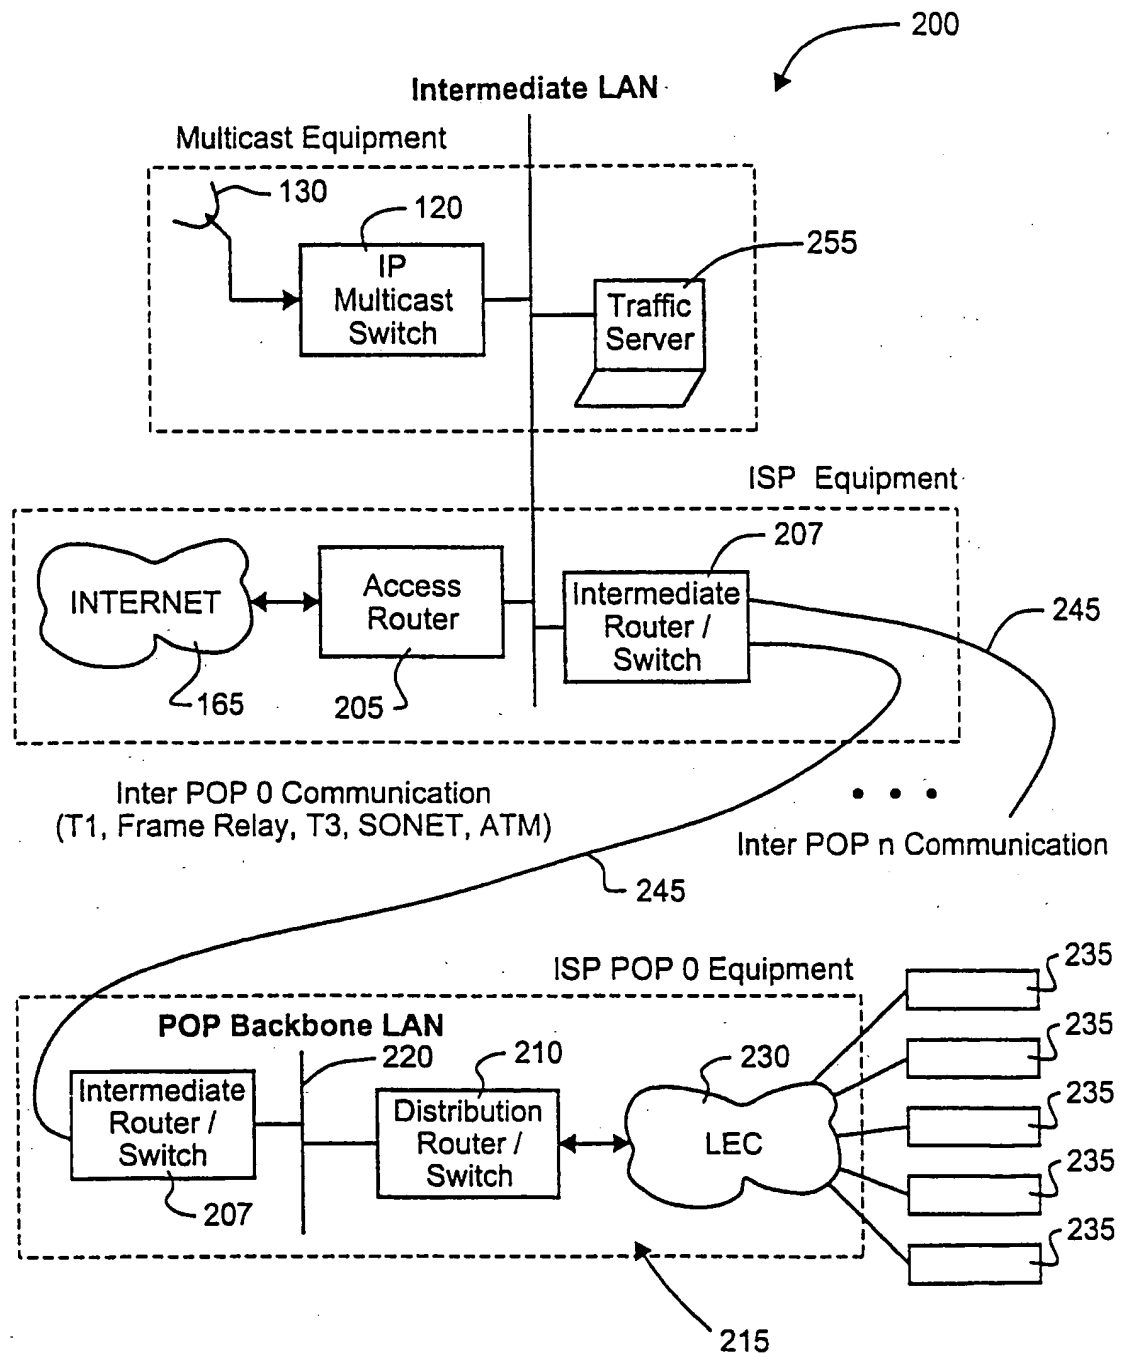 200
Intermediate LAN
Multicast Equipment
130
120
255
IP
Multicast
Switch
Traffic
Server
ISP Equipment
207
INTERNET
Access
Router
Intermediate
Router /
Switch
245
165
205
Inter POP 0 Communication
(T1, Frame Relay, T3, SONET, ATM)
Inter POP n Communication
245
ISP POP 0 Equipment
235
POP Backbone LAN
220
210
230
235
Intermediate
Router /
Switch
Distribution
Router /
Switch
LEC
235
235
207
235
215